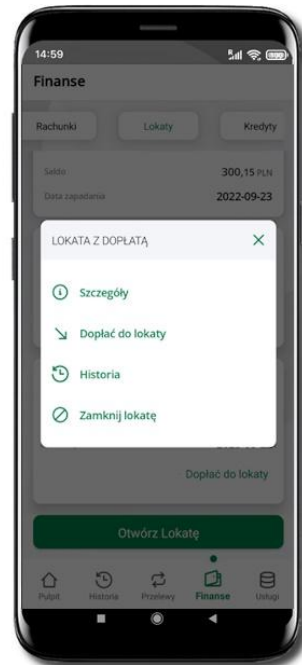 14:59
Finanse
Rachunki
Lokaty
Kredyty
Saldo
300,15 PLN
Data zapadania
2022-09-23
LOKATA Z DOPŁATĄ
Szczegóły
Dopłać do lokaty
Historia
Zamknij lokatę
Dopłać do lokaty
Otwórz Lokatę
Pulpit
Historia
Przelewy
Finanse
Usługi